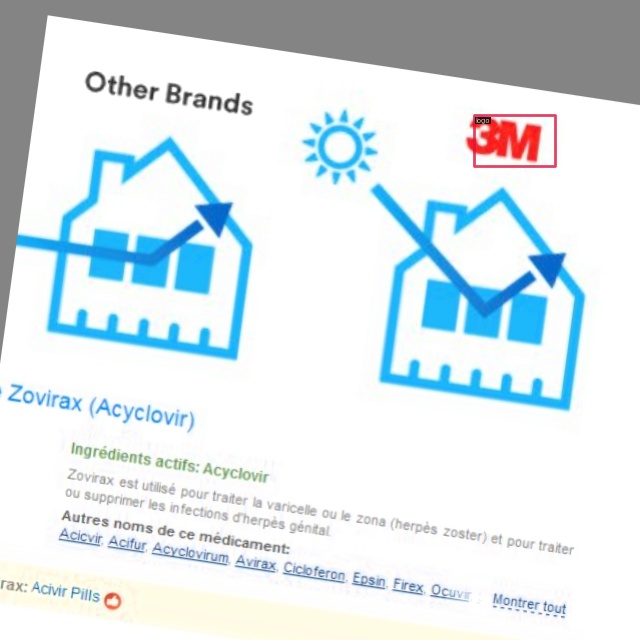 Other Brands
logo
3M
Zovirax (Acyclovir)
Ingrédients actifs: Acyclovir
Zovirax est utilisé pour traiter la varicelle ou le zona (herpès zoster) et pour traiter
ou supprimer les infections d'herpès génital.
Autres noms de ce médicament:
Acicvir, Acifur, Acyclovirum, Avirax, Cicloferon, Epsin, Firex, Ocuvir Montrer tout
rax: Acivir Pills